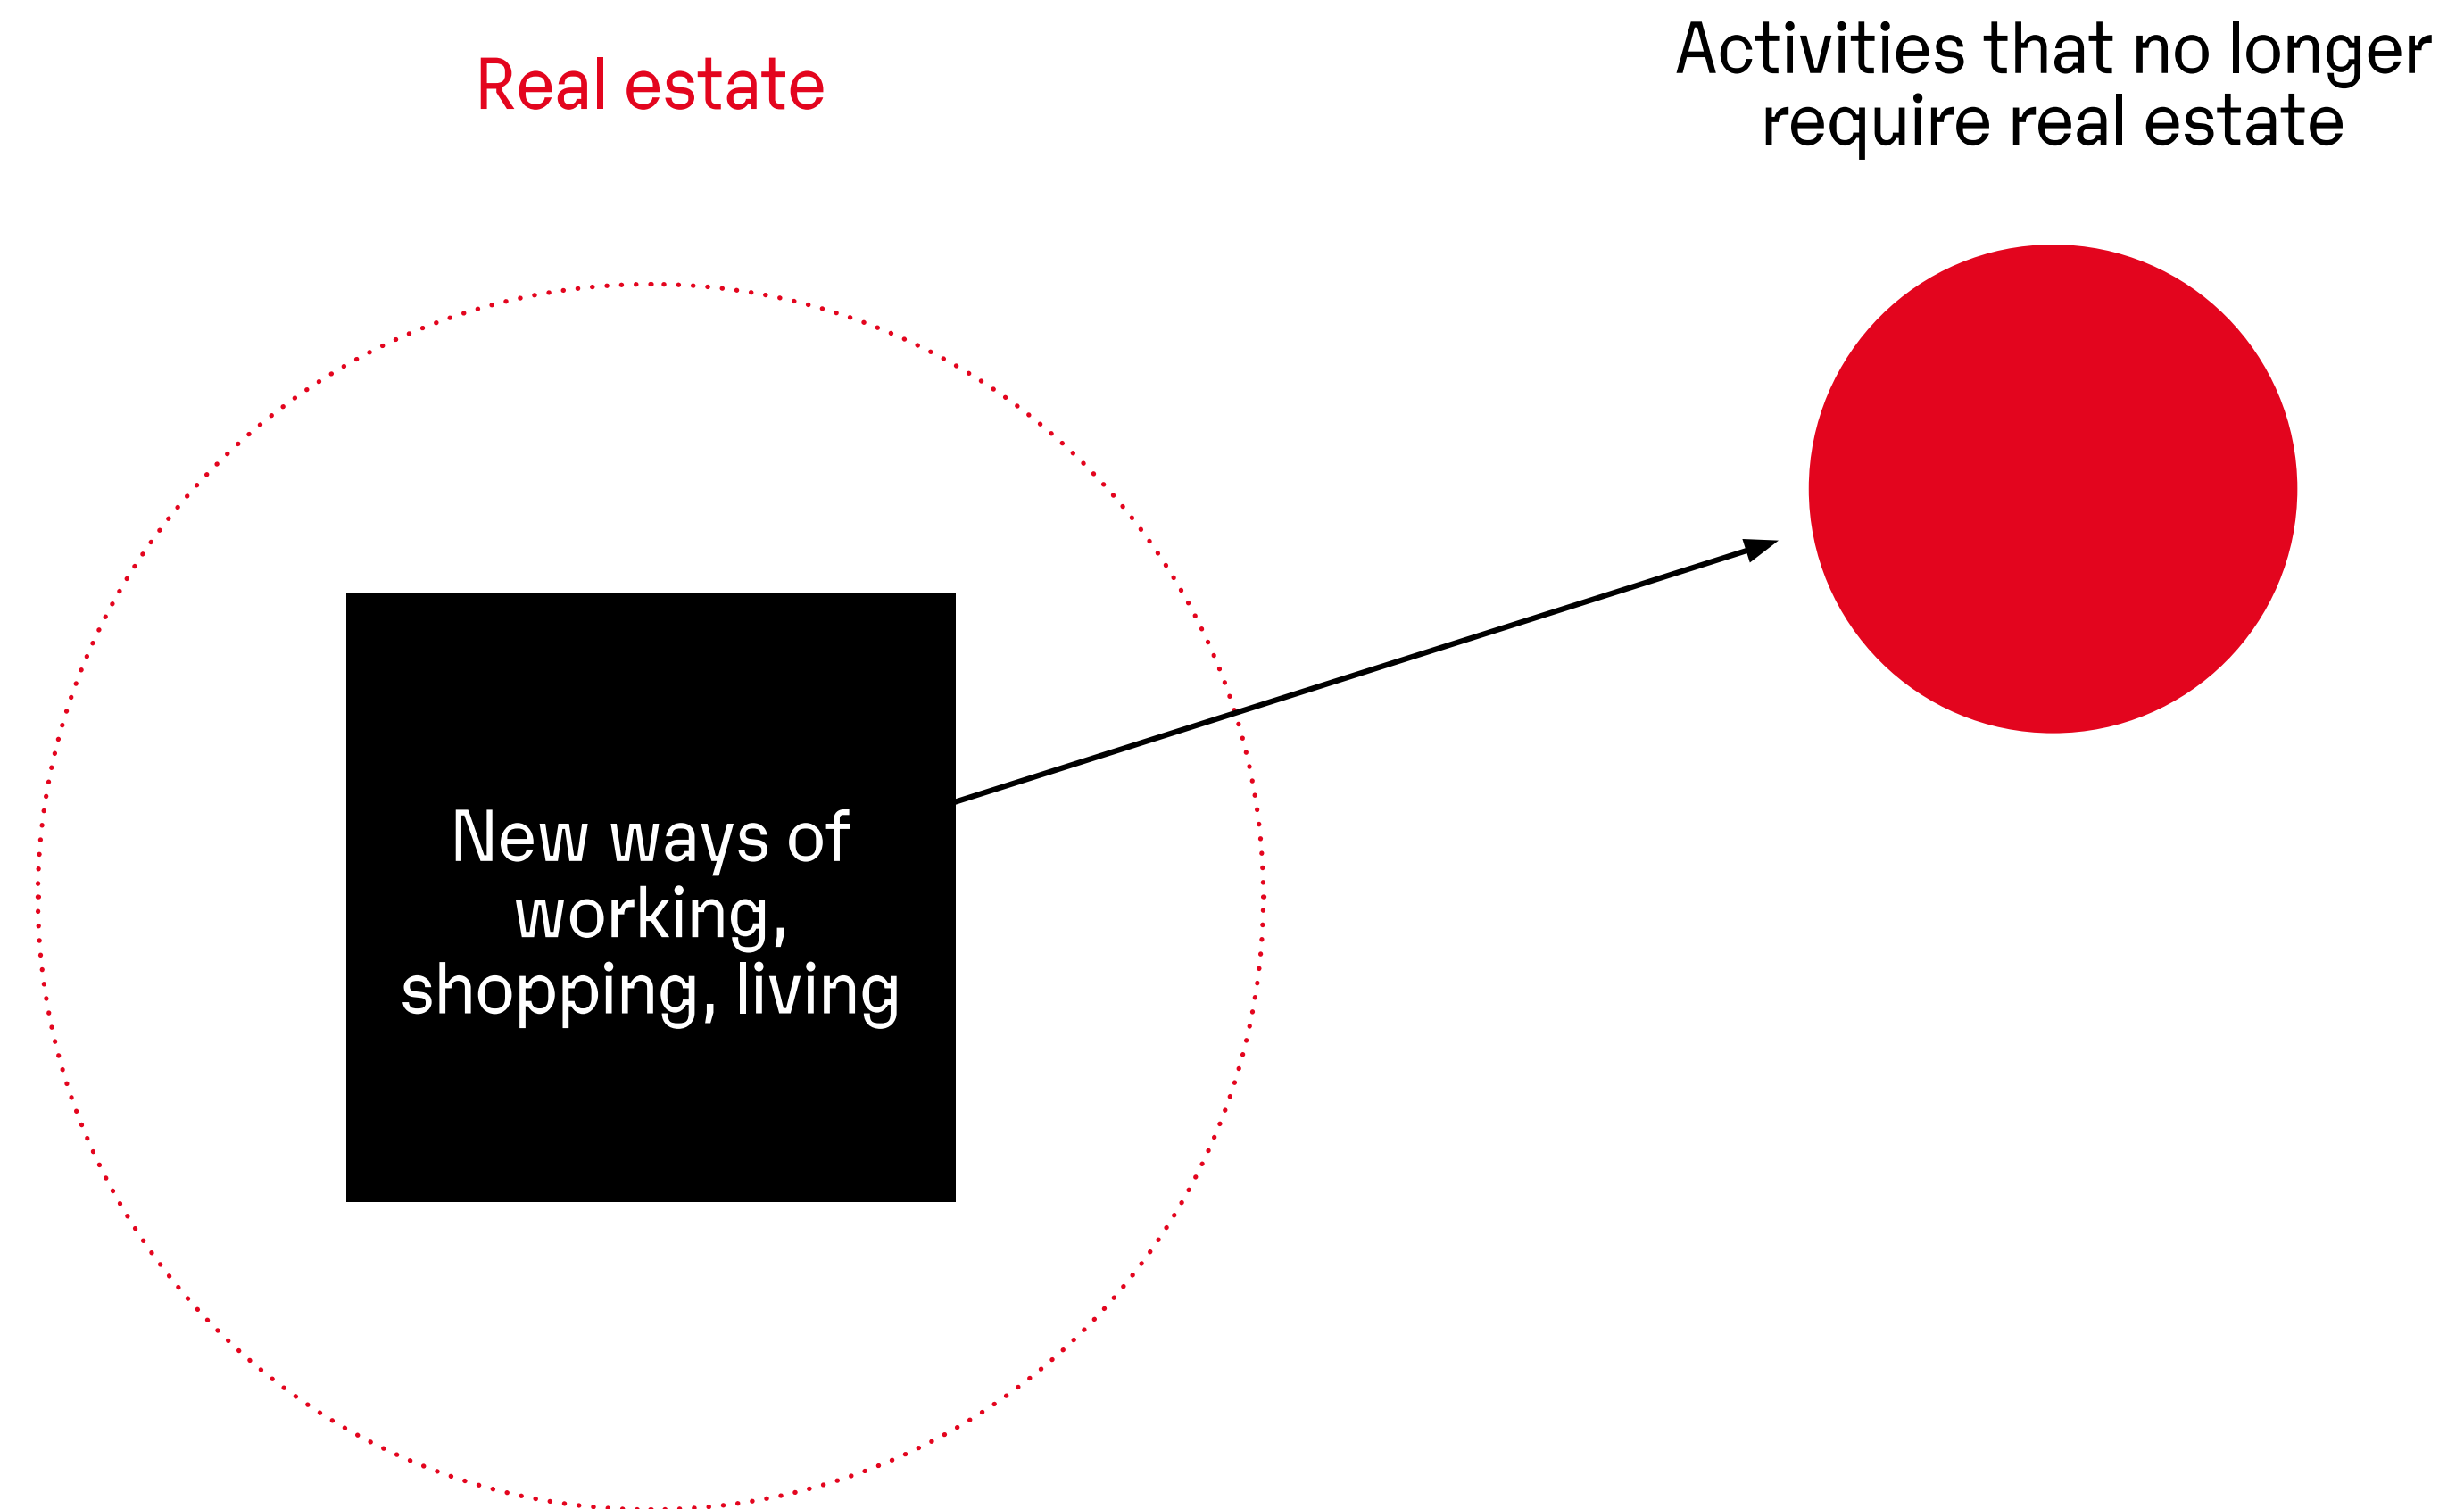 Real estate
Activities that no longer
require real estate
New ways of
working,
shopping, living